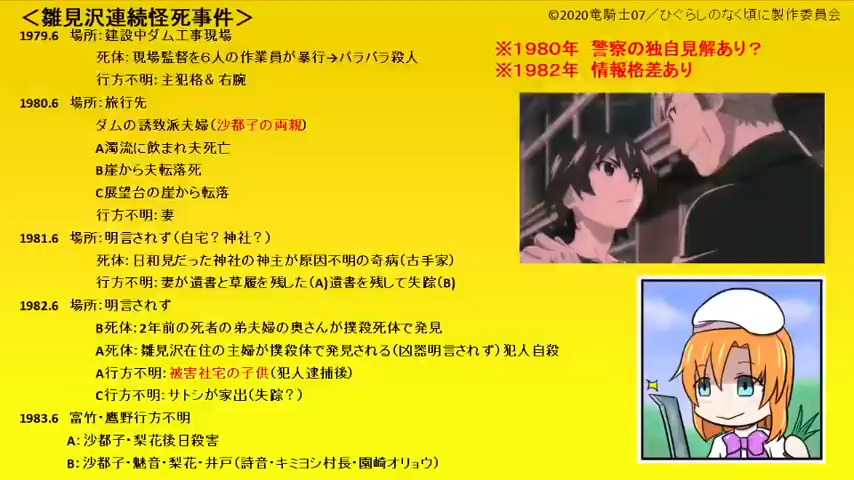 ＜雛見沢連続怪死事件＞
©2020竜騎士07／ひぐらしのなく頃に製作委員会
1979.6 場所：建設中ダム工事現場
死体：現場監督を６人の作業員が暴行→バラバラ殺人
行方不明：主犯格＆右腕
※1980年 警察の独自見解あり？
※1982年 情報格差あり
1980.6 場所：旅行先
ダムの誘致派夫婦（沙都子の両親）
A濁流に飲まれ夫死亡
B崖から夫転落死
C展望台の崖から転落
行方不明：妻
1981.6 場所：明言されず（自宅？神社？）
死体：日和見だった神社の神主が原因不明の奇病（古手家）
行方不明：妻が遺書と草履を残した（A）遺書を残して失踪（B）
1982.6 場所：明言されず
B死体：2年前の死者の弟夫婦の奥さんが撲殺死体で発見
A死体：雛見沢在住の主婦が撲殺体で発見される（凶器明言されず）犯人自殺
A行方不明：被害社宅の子供（犯人逮捕後）
C行方不明：サトシが家出（失踪？）
1983.6 富竹・鷹野行方不明
A：沙都子・梨花後日殺害
B：沙都子・魅音・梨花・井戸（詩音・キミヨシ村長・園崎オリョウ）